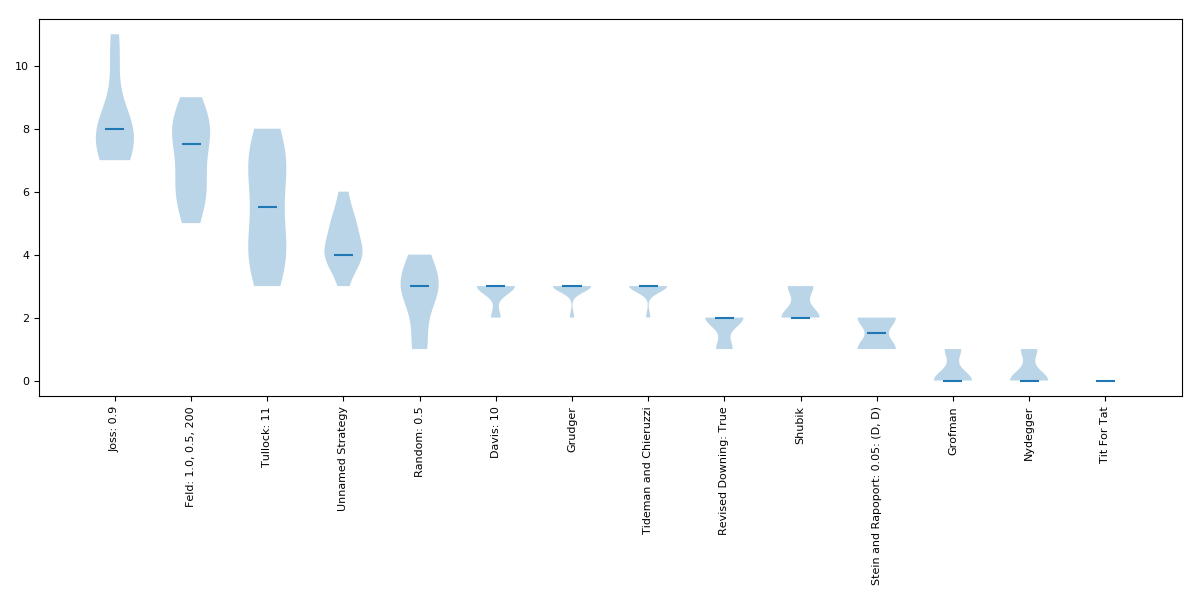 10
8
6
4
2
0
Joss: 0.9
Feld: 1.0, 0.5, 200
Tullock: 11
Unnamed Strategy
Random: 0.5
Davis: 10
Grudger
Tideman and Chieruzzi
Revised Downing: True
Shubik
Stein and Rapoport: 0.05: (D, D)
Grofman
Nydegger
Tit For Tat